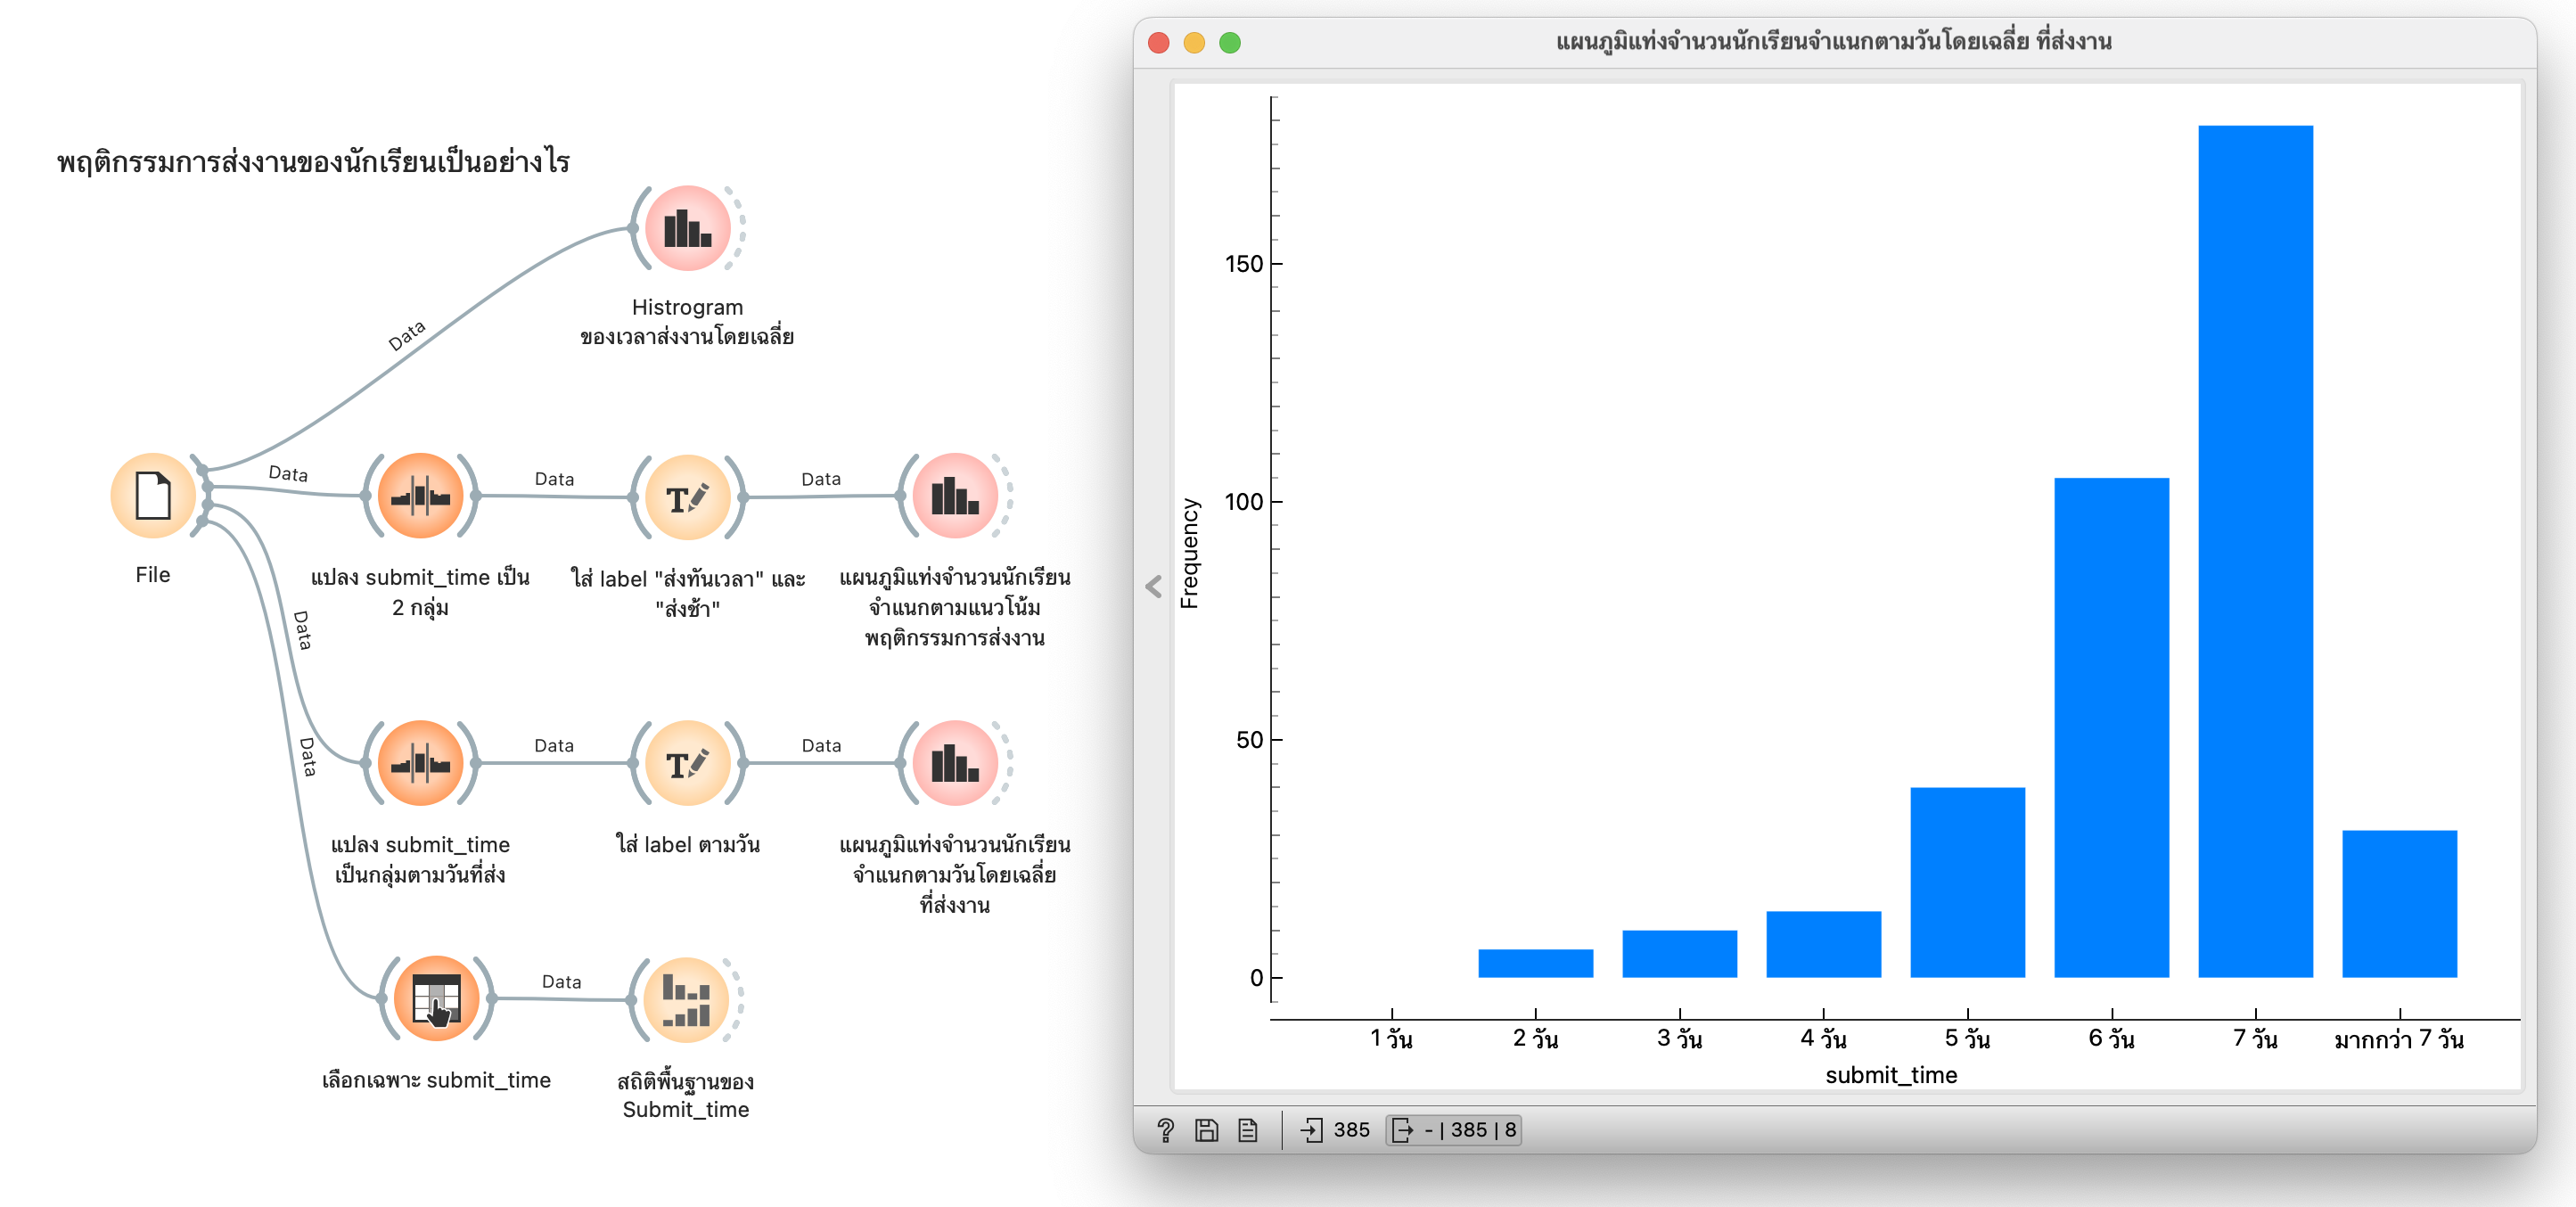 พฤติกรรมการส่งงานของนักเรียนเป็นอย่างไร
Data
Histrogram
ของเวลาส่งงานโดยเฉลี่ย
File
Data
แปลง submit_time เป็น
2 กลุ่ม
Data
ใส่ label "ส่งทันเวลา" และ
"ส่งช้า"
Data
แผนภูมิแท่งจำนวนนักเรียน
จำแนกตามแนวโน้ม
พฤติกรรมการส่งงาน
Data
แปลง submit_time
เป็นกลุ่มตามวันที่ส่ง
Data
ใส่ label ตามวัน
Data
แผนภูมิแท่งจำนวนนักเรียน
จำแนกตามวันโดยเฉลี่ย
ที่ส่งงาน
Data
เลือกเฉพาะ submit_time
Data
สถิติพื้นฐานของ
Submit_time
แผนภูมิแท่งจำนวนนักเรียนจำแนกตามวันโดยเฉลี่ย ที่ส่งงาน
Frequency
150
100
50
0
1 วัน 2 วัน 3 วัน 4 วัน 5 วัน 6 วัน 7 วัน มากกว่า 7 วัน
submit_time
? 385 - | 385 | 8